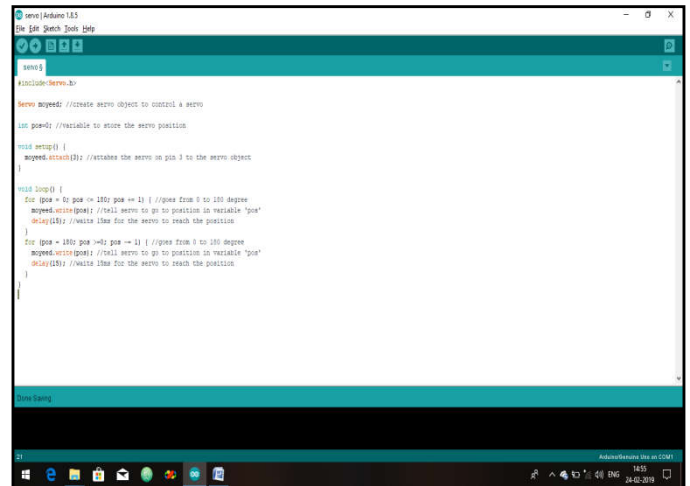 servo | Arduino 1.8.5
File Edit Sketch Tools Help
servo §
#include<Servo.h>
Servo moyeed; //create servo object to control a servo
int pos=0; //variable to store the servo position
void setup() {
moyeed.attach(3); //attahes the servo on pin 3 to the servo object
}
void loop() {
for (pos = 0; pos <= 180; pos += 1) { //goes from 0 to 180 degree
moyeed.write(pos); //tell servo to go to position in variable 'pos'
delay(15); //waits 15ms for the servo to reach the position
}
for (pos = 180; pos >=0; pos -= 1) { //goes from 0 to 180 degree
moyeed.write(pos); //tell servo to go to position in variable 'pos'
delay(15); //waits 15ms for the servo to reach the position
}
}
Done Saving.
21
Arduino/Genuino Uno on COM1
ENG
14:55
24-02-2019